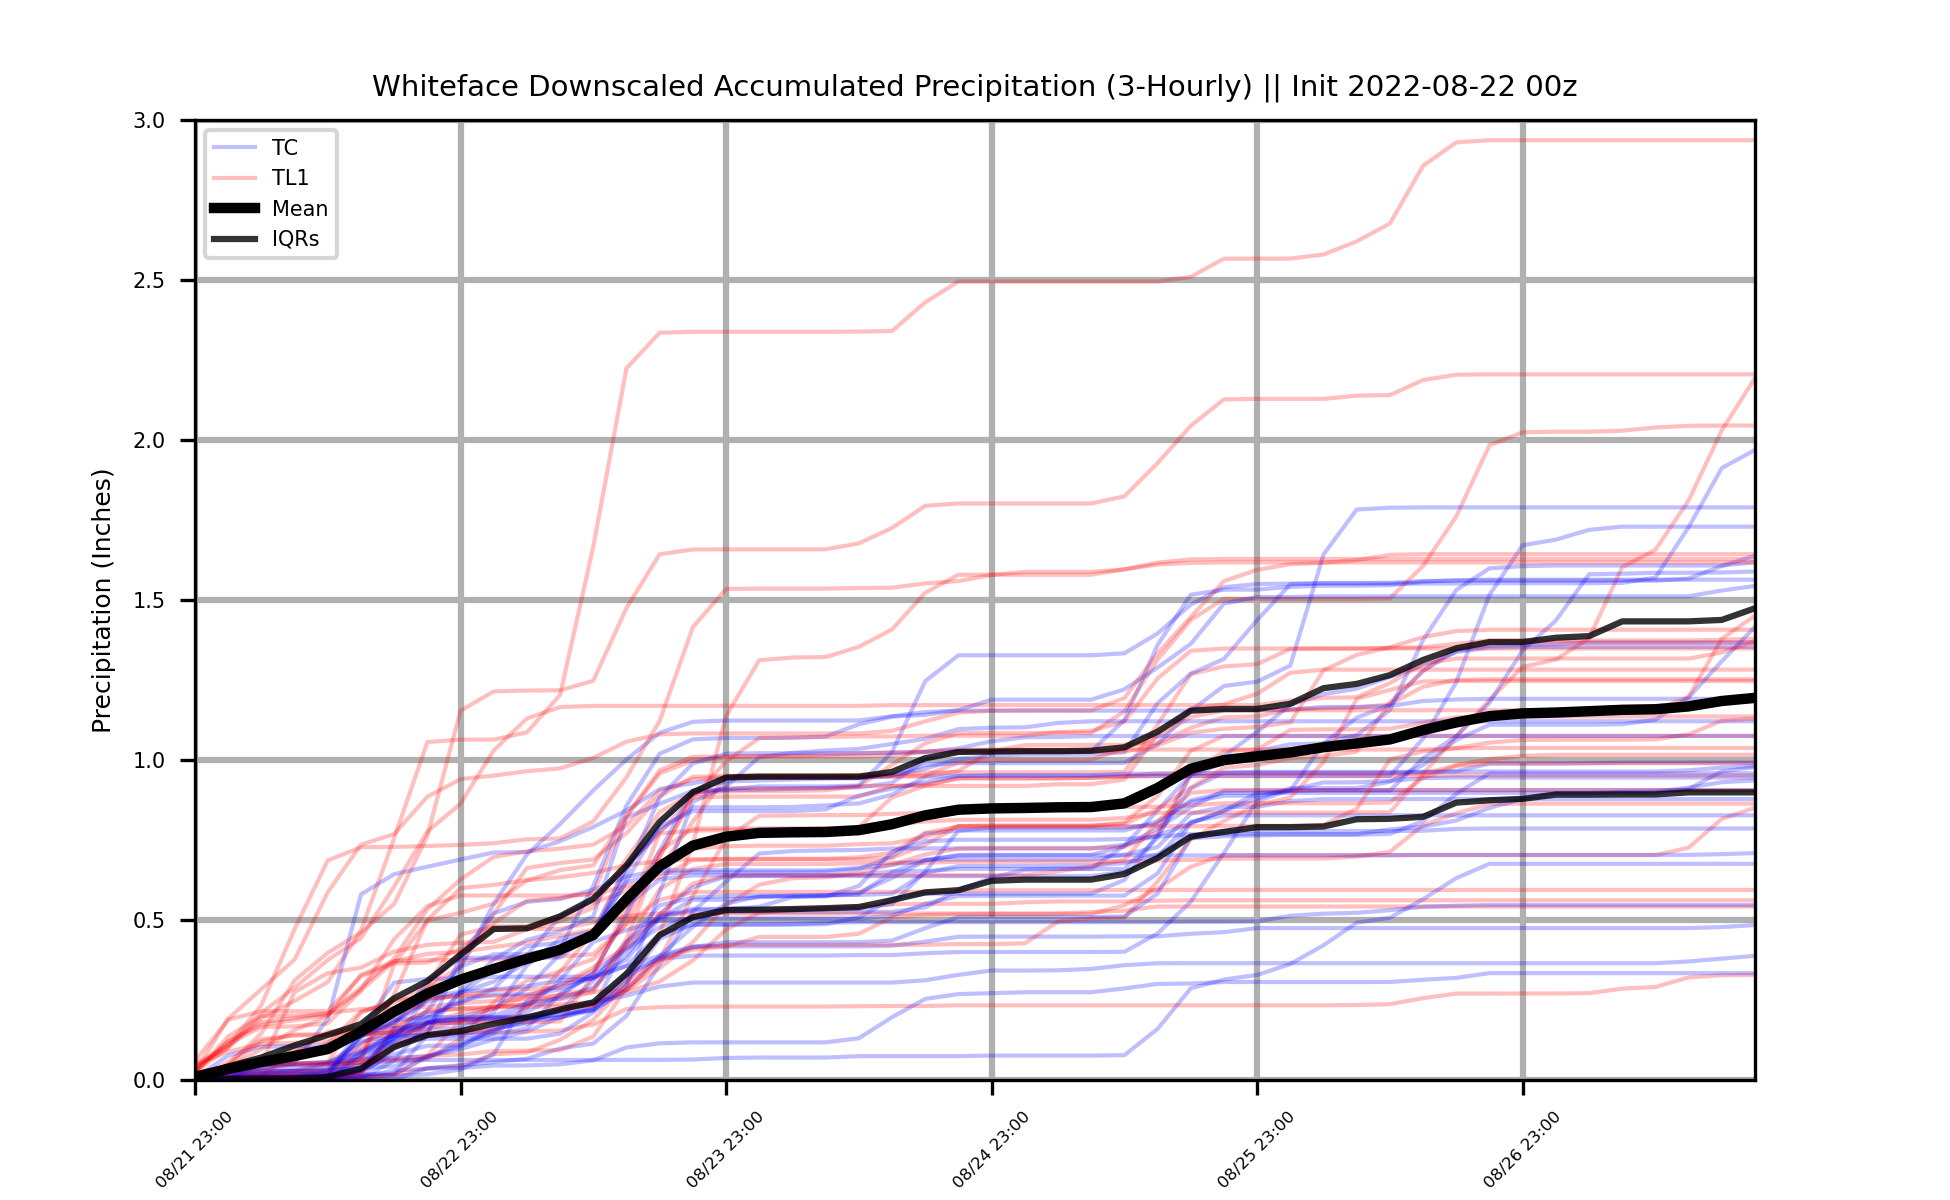 Whiteface Downscaled Accumulated Precipitation (3-Hourly) || Init 2022-08-22 00z
TC
TL1
Mean
IQRs
Precipitation (Inches)
3.0
2.5
2.0
1.5
1.0
0.5
0.0
08/21 23:00
08/22 23:00
08/23 23:00
08/24 23:00
08/25 23:00
08/26 23:00